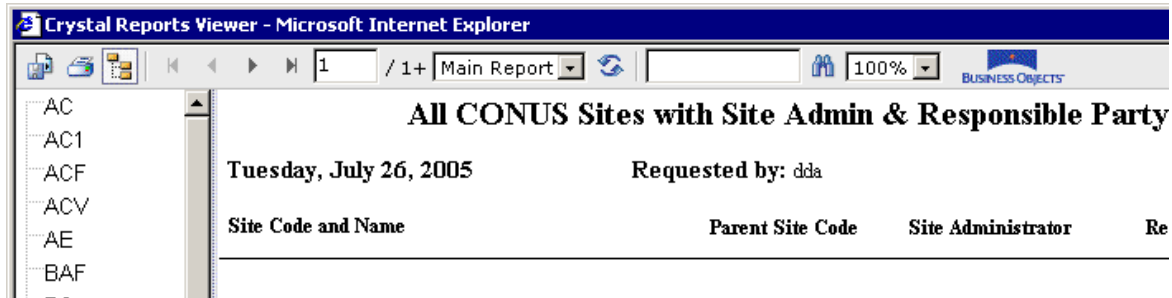 Crystal Reports Viewer - Microsoft Internet Explorer
1 / 1+ Main Report 100% BUSINESS OBJECTS
AC
AC1
ACF
ACV
AE
BAF
All CONUS Sites with Site Admin & Responsible Party
Tuesday, July 26, 2005 Requested by: dda
Site Code and Name Parent Site Code Site Administrator Re